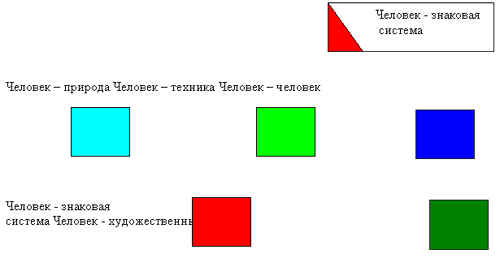 Человек - знаковая
система
Человек – природа Человек – техника Человек – человек
Человек - знаковая
система Человек - художественны